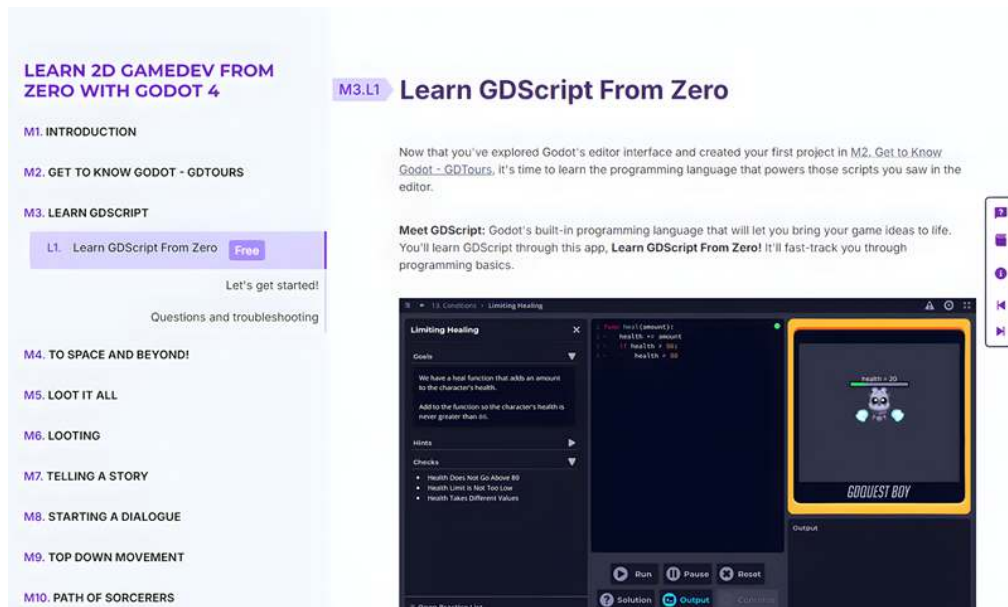 LEARN 2D GAMEDEV FROM
ZERO WITH GODOT 4
M1. INTRODUCTION
M2. GET TO KNOW GODOT - GDTOURS
M3. LEARN GDSCRIPT
L1. Learn GDScript From Zero Free
Let's get started!
Questions and troubleshooting
M4. TO SPACE AND BEYOND!
M5. LOOT IT ALL
M6. LOOTING
M7. TELLING A STORY
M8. STARTING A DIALOGUE
M9. TOP DOWN MOVEMENT
M10. PATH OF SORCERERS
M3.L1 Learn GDScript From Zero
Now that you've explored Godot's editor interface and created your first project in M2. Get to Know
Godot - GDTours, it's time to learn the programming language that powers those scripts you saw in the
editor.
Meet GDScript: Godot's built-in programming language that will let you bring your game ideas to life.
You'll learn GDScript through this app, Learn GDScript From Zero! It'll fast-track you through
programming basics.
13. Conditions › Limiting Healing
Limiting Healing
Goals
We have a heal function that adds an amount
to the character's health.
Add to the function so the character's health is
never greater than 80.
Hints
Checks
• Health Does Not Go Above 80
• Health Limit is Not Too Low
• Health Takes Different Values
1 func heal(amount):
2 health += amount
3 if health > 80:
4 health = 80
health = 20
GDQUEST BOY
Output
Run Pause Reset
Solution Output Continue
Open Practice List